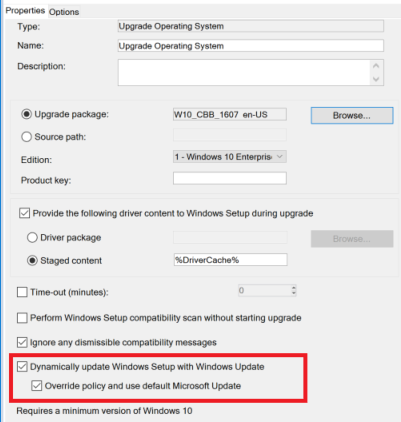 Properties Options
Type: Upgrade Operating System
Name: Upgrade Operating System
Description:
Upgrade package: W10_CBB_1607 en-US Browse...
Source path:
Edition: 1 - Windows 10 Enterpris
Product key:
Provide the following driver content to Windows Setup during upgrade
Driver package Browse...
Staged content %DriverCache%
Time-out (minutes): 0
Perform Windows Setup compatibility scan without starting upgrade
Ignore any dismissible compatibility messages
Dynamically update Windows Setup with Windows Update
Override policy and use default Microsoft Update
Requires a minimum version of Windows 10